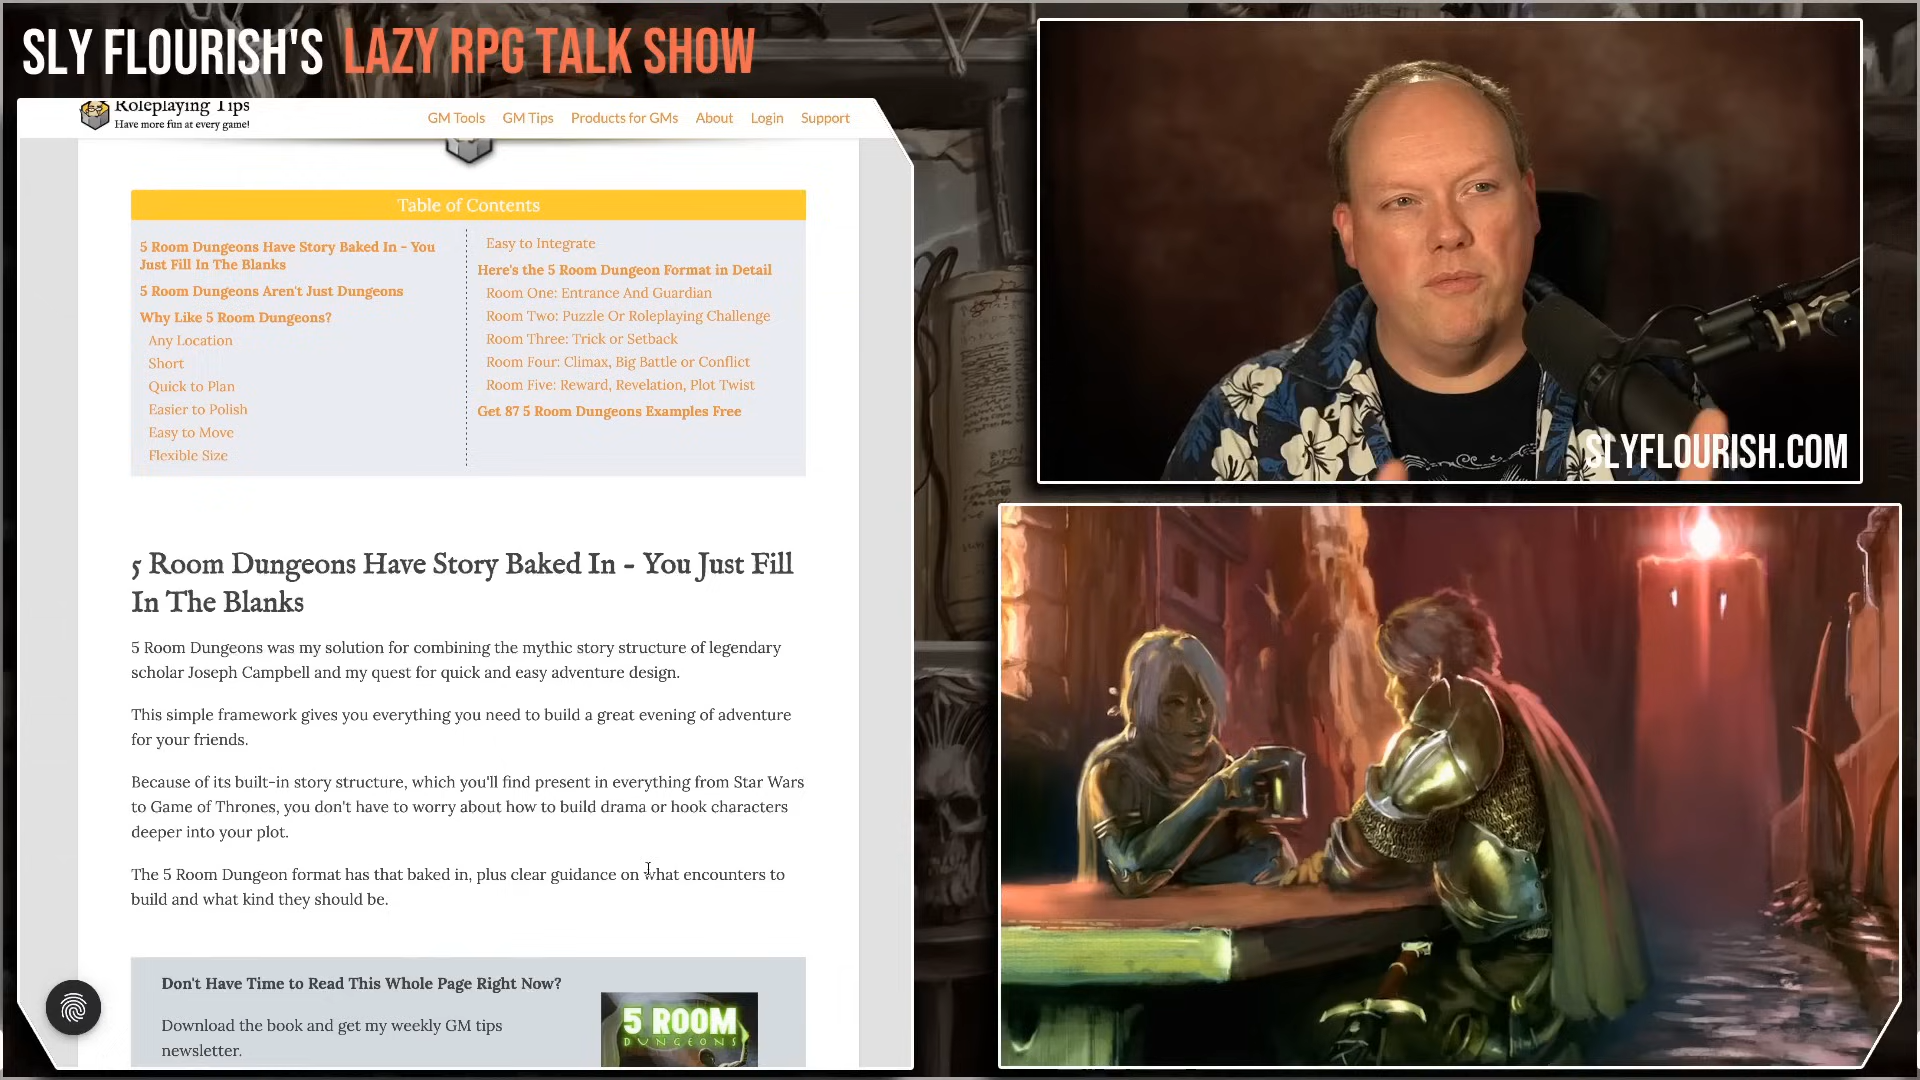 SLY FLOURISH'S LAZY RPG TALK SHOW
Roleplaying Tips
Have more fun at every game!
GM Tools GM Tips Products for GMs About Login Support
Table of Contents
5 Room Dungeons Have Story Baked In - You
Just Fill In The Blanks
5 Room Dungeons Aren't Just Dungeons
Why Like 5 Room Dungeons?
Any Location
Short
Quick to Plan
Easier to Polish
Easy to Move
Flexible Size
Easy to Integrate
Here's the 5 Room Dungeon Format in Detail
Room One: Entrance And Guardian
Room Two: Puzzle Or Roleplaying Challenge
Room Three: Trick or Setback
Room Four: Climax, Big Battle or Conflict
Room Five: Reward, Revelation, Plot Twist
Get 87 5 Room Dungeons Examples Free
5 Room Dungeons Have Story Baked In - You Just Fill
In The Blanks
5 Room Dungeons was my solution for combining the mythic story structure of legendary
scholar Joseph Campbell and my quest for quick and easy adventure design.
This simple framework gives you everything you need to build a great evening of adventure
for your friends.
Because of its built-in story structure, which you'll find present in everything from Star Wars
to Game of Thrones, you don't have to worry about how to build drama or hook characters
deeper into your plot.
The 5 Room Dungeon format has that baked in, plus clear guidance on what encounters to
build and what kind they should be.
Don't Have Time to Read This Whole Page Right Now?
Download the book and get my weekly GM tips
newsletter.
5 ROOM
DUNGEONS
SLYFLOURISH.COM